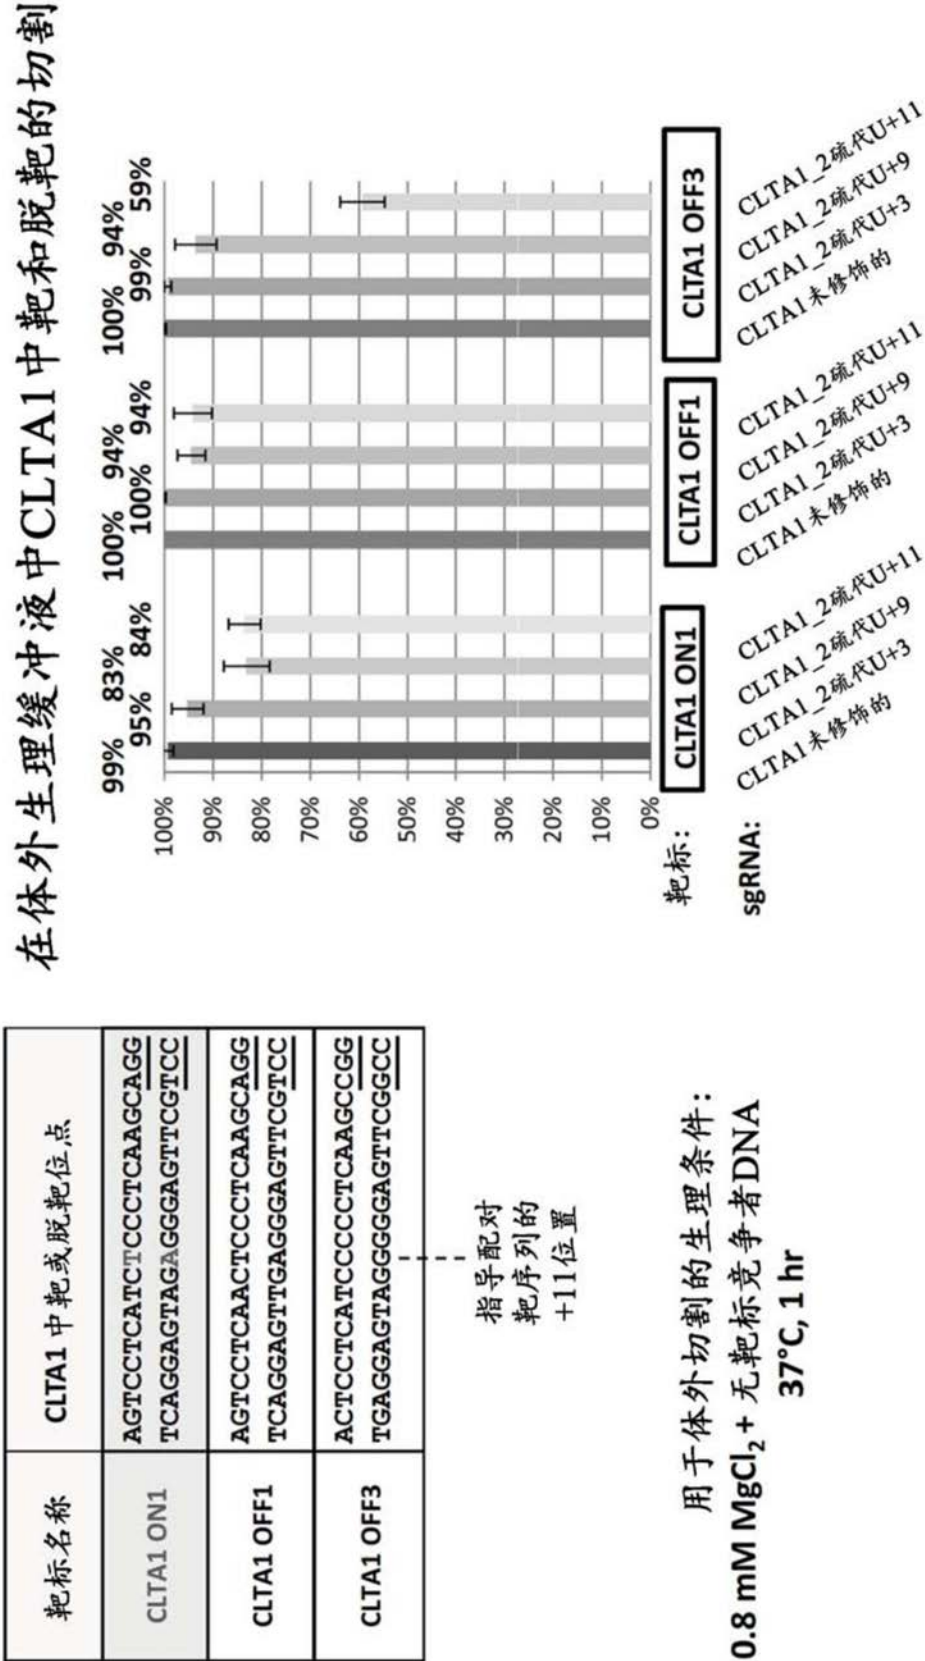 在体外生理缓冲液中CLTA1中靶和脱靶的切割
靶标名称 CLTA1 中靶或脱靶位点
CLTA1 ON1 AGTCCTCATCTCCCTCAAGCAGG
TCAGGAGTAGAGGGAGTTCGTCC
CLTA1 OFF1 AGTCCTCAACTCCCTCAAGCAGG
TCAGGAGTTGAGGGAGTTCGTCC
CLTA1 OFF3 ACTCCTCATCCCCCTCAAGCCGG
TGAGGAGTAGGGGGAGTTCGGCC
指导配对
靶序列的
+11位置
用于体外切割的生理条件:
0.8 mM MgCl₂ + 无靶标竞争者DNA
37°C, 1 hr
99% 95% 83% 84% 100% 100% 94% 94% 100% 99% 94% 59%
100%
90%
80%
70%
60%
50%
40%
30%
20%
10%
0%
靶标: CLTA1 ON1 CLTA1 OFF1 CLTA1 OFF3
sgRNA:
CLTA1未修饰的
CLTA1_2硫代U+3
CLTA1_2硫代U+9
CLTA1_2硫代U+11
CLTA1未修饰的
CLTA1_2硫代U+3
CLTA1_2硫代U+9
CLTA1_2硫代U+11
CLTA1未修饰的
CLTA1_2硫代U+3
CLTA1_2硫代U+9
CLTA1_2硫代U+11